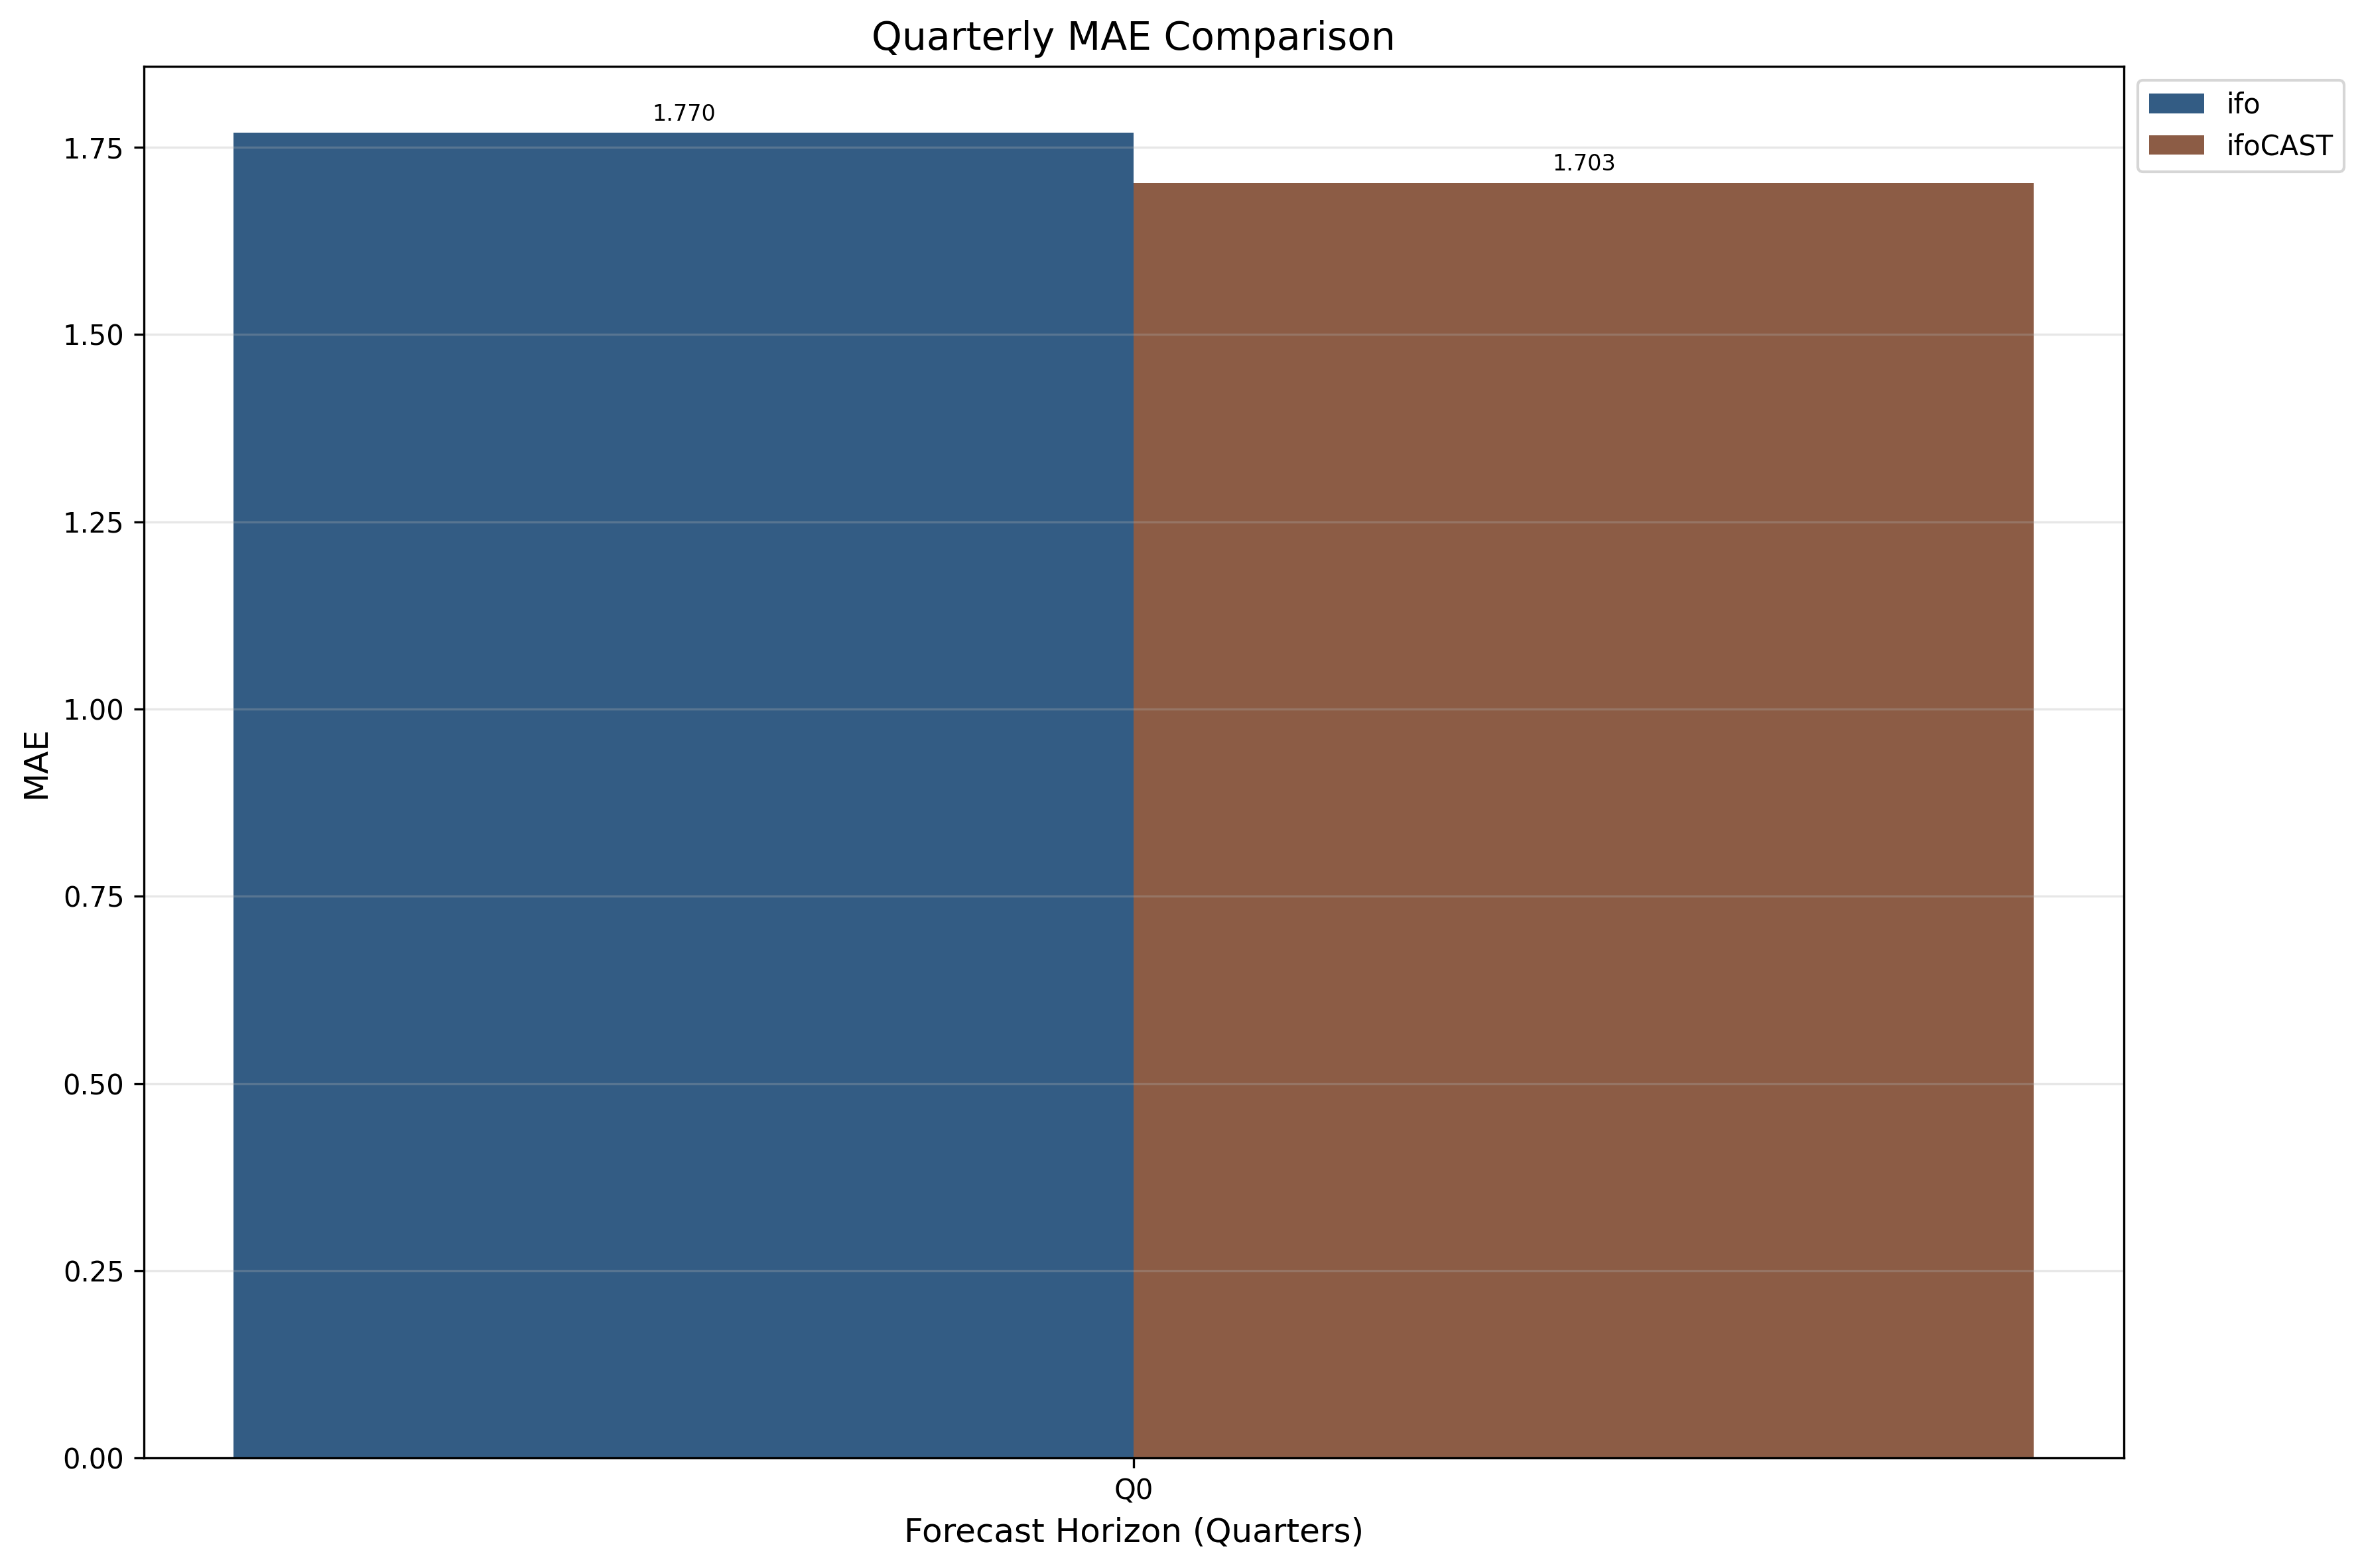 Quarterly MAE Comparison
ifo
ifoCAST
1.770
1.703
MAE
1.75
1.50
1.25
1.00
0.75
0.50
0.25
0.00
Q0
Forecast Horizon (Quarters)